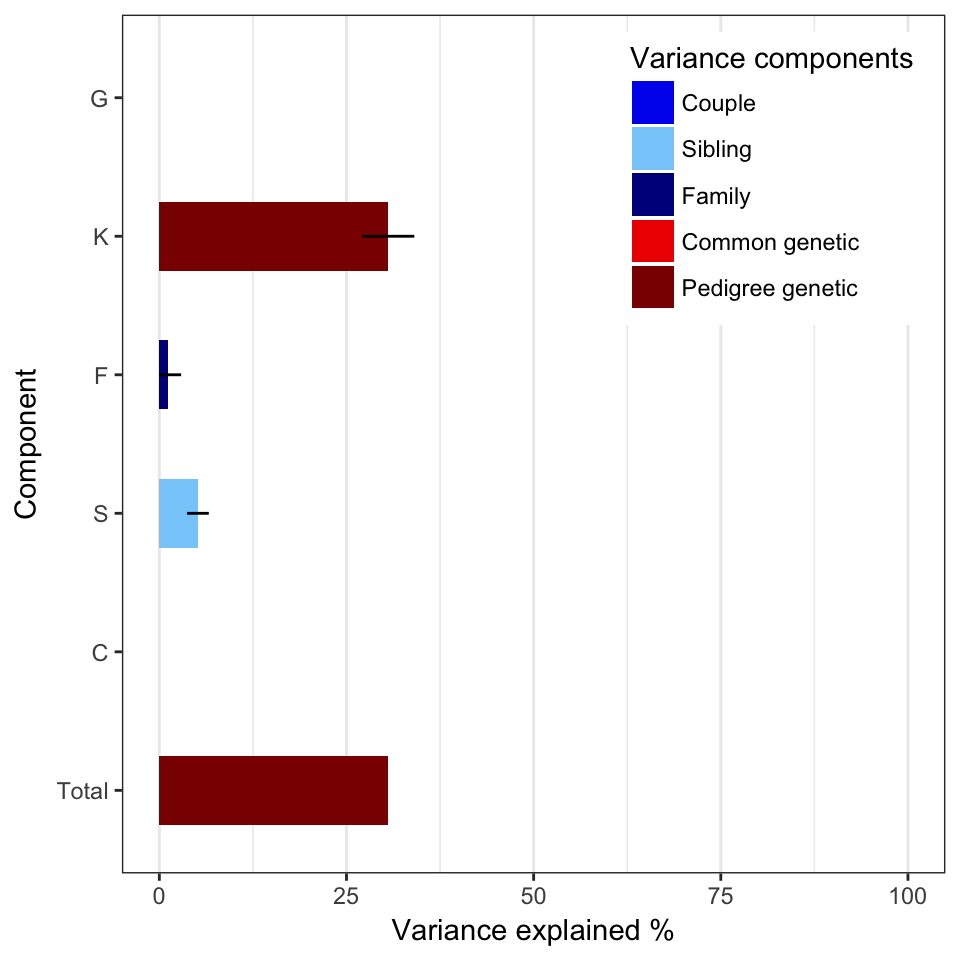 Variance components
Couple
Sibling
Family
Common genetic
Pedigree genetic
Component
G
K
F
S
C
Total
0 25 50 75 100
Variance explained %